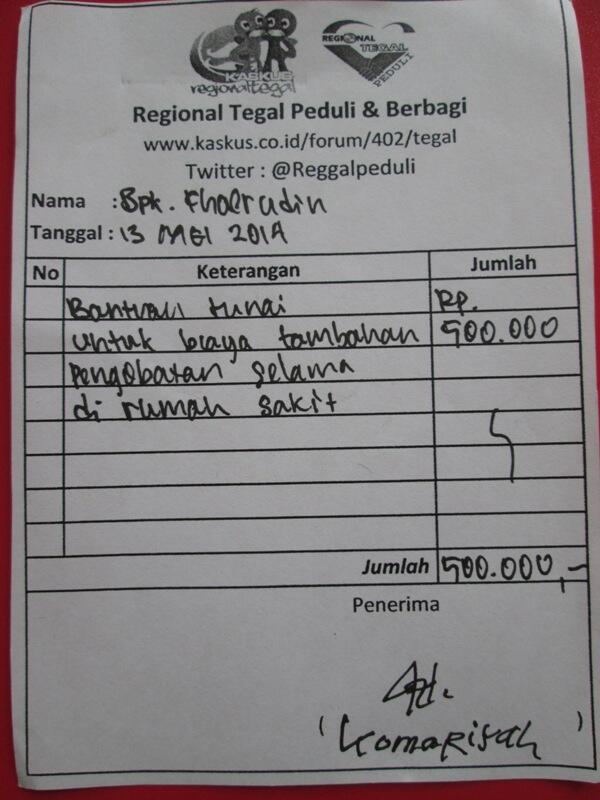 KASKUS
regionaltegal
REGIONAL
TEGAL
PEDULI
Regional Tegal Peduli & Berbagi
www.kaskus.co.id/forum/402/tegal
Twitter : @Reggalpeduli
Nama : Bpk. Fhaerudin
Tanggal : 13 MEI 2014
No Keterangan Jumlah
Bantuan tunai Rp.
untuk biaya tambahan 500.000
pengobatan selama
di rumah sakit
Jumlah 500.000,-
Penerima
( Komarisah )